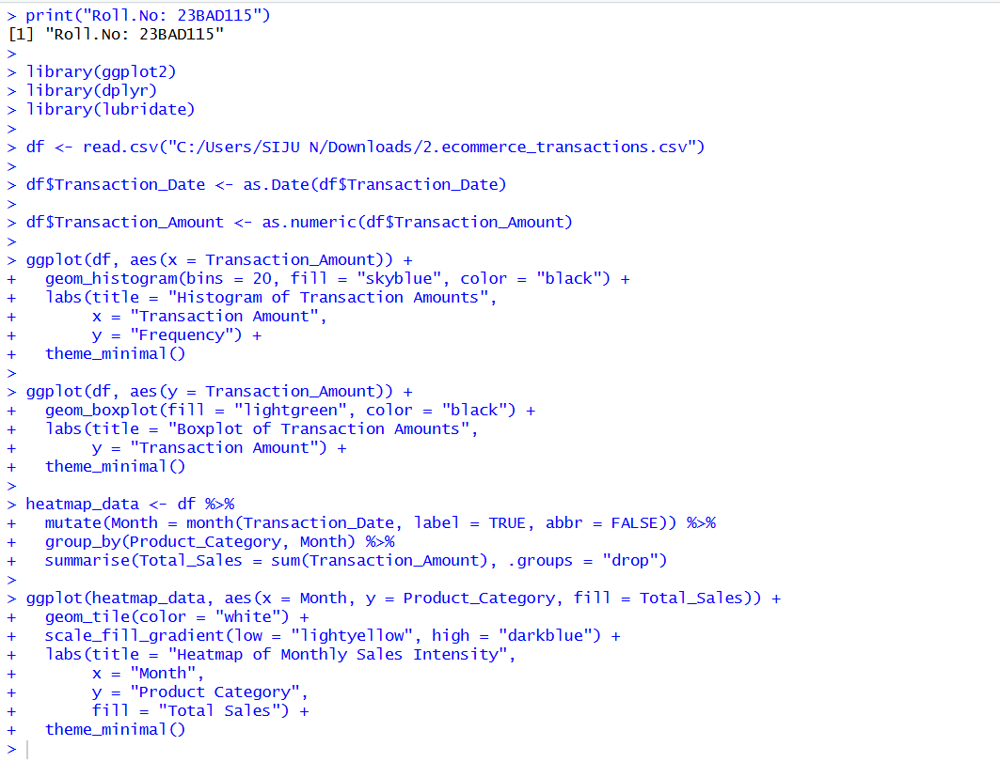 > print("Roll.No: 23BAD115")
[1] "Roll.No: 23BAD115"
>
> library(ggplot2)
> library(dplyr)
> library(lubridate)
>
> df <- read.csv("C:/Users/SIJU N/Downloads/2.ecommerce_transactions.csv")
>
> df$Transaction_Date <- as.Date(df$Transaction_Date)
>
> df$Transaction_Amount <- as.numeric(df$Transaction_Amount)
>
> ggplot(df, aes(x = Transaction_Amount)) +
+   geom_histogram(bins = 20, fill = "skyblue", color = "black") +
+   labs(title = "Histogram of Transaction Amounts",
+        x = "Transaction Amount",
+        y = "Frequency") +
+   theme_minimal()
>
> ggplot(df, aes(y = Transaction_Amount)) +
+   geom_boxplot(fill = "lightgreen", color = "black") +
+   labs(title = "Boxplot of Transaction Amounts",
+        y = "Transaction Amount") +
+   theme_minimal()
>
> heatmap_data <- df %>%
+   mutate(Month = month(Transaction_Date, label = TRUE, abbr = FALSE)) %>%
+   group_by(Product_Category, Month) %>%
+   summarise(Total_Sales = sum(Transaction_Amount), .groups = "drop")
>
> ggplot(heatmap_data, aes(x = Month, y = Product_Category, fill = Total_Sales)) +
+   geom_tile(color = "white") +
+   scale_fill_gradient(low = "lightyellow", high = "darkblue") +
+   labs(title = "Heatmap of Monthly Sales Intensity",
+        x = "Month",
+        y = "Product Category",
+        fill = "Total Sales") +
+   theme_minimal()
>